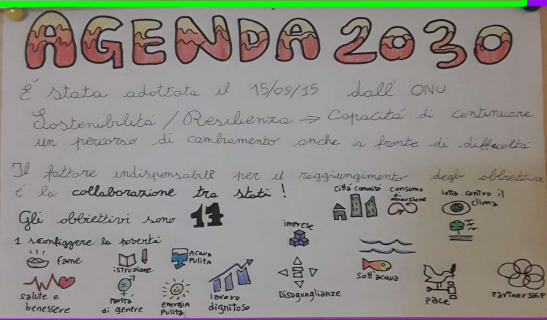 AGENDA 2030
È stata adottata il 15/09/15 dall'ONU
Sostenibilità / Resilienza → Capacità di continuare
un percorso di cambiamento anche a fronte di difficoltà
Il fattore indispensabile per il raggiungimento degli obbiettivi
è la collaborazione tra stati!
Gli obbiettivi sono 17
1 sconfiggere la povertà
fame
istruzione
Acqua
Pulita
salute e
benessere
Parità
di genere
energia
Pulita
lavoro
dignitoso
imprese
Disuguaglianze
città comunità
consumo
lotta contro il
clima
sott'acqua
Pace
Partnership